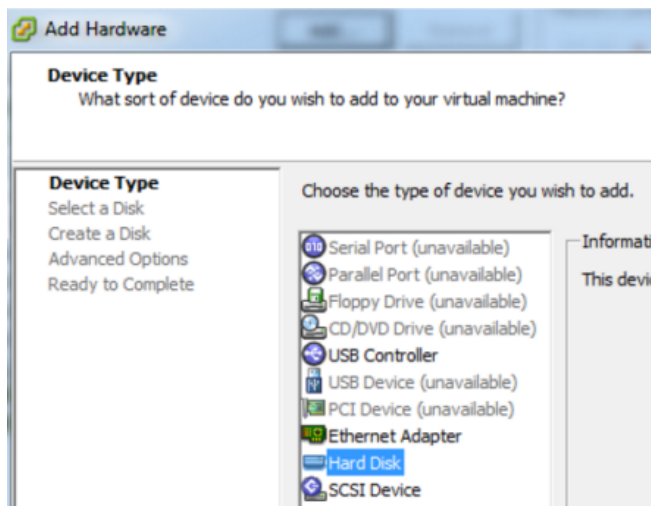 Add Hardware
Device Type
What sort of device do you wish to add to your virtual machine?
Device Type
Select a Disk
Create a Disk
Advanced Options
Ready to Complete
Choose the type of device you wish to add.
Serial Port (unavailable)
Parallel Port (unavailable)
Floppy Drive (unavailable)
CD/DVD Drive (unavailable)
USB Controller
USB Device (unavailable)
PCI Device (unavailable)
Ethernet Adapter
Hard Disk
SCSI Device
Informati
This devi